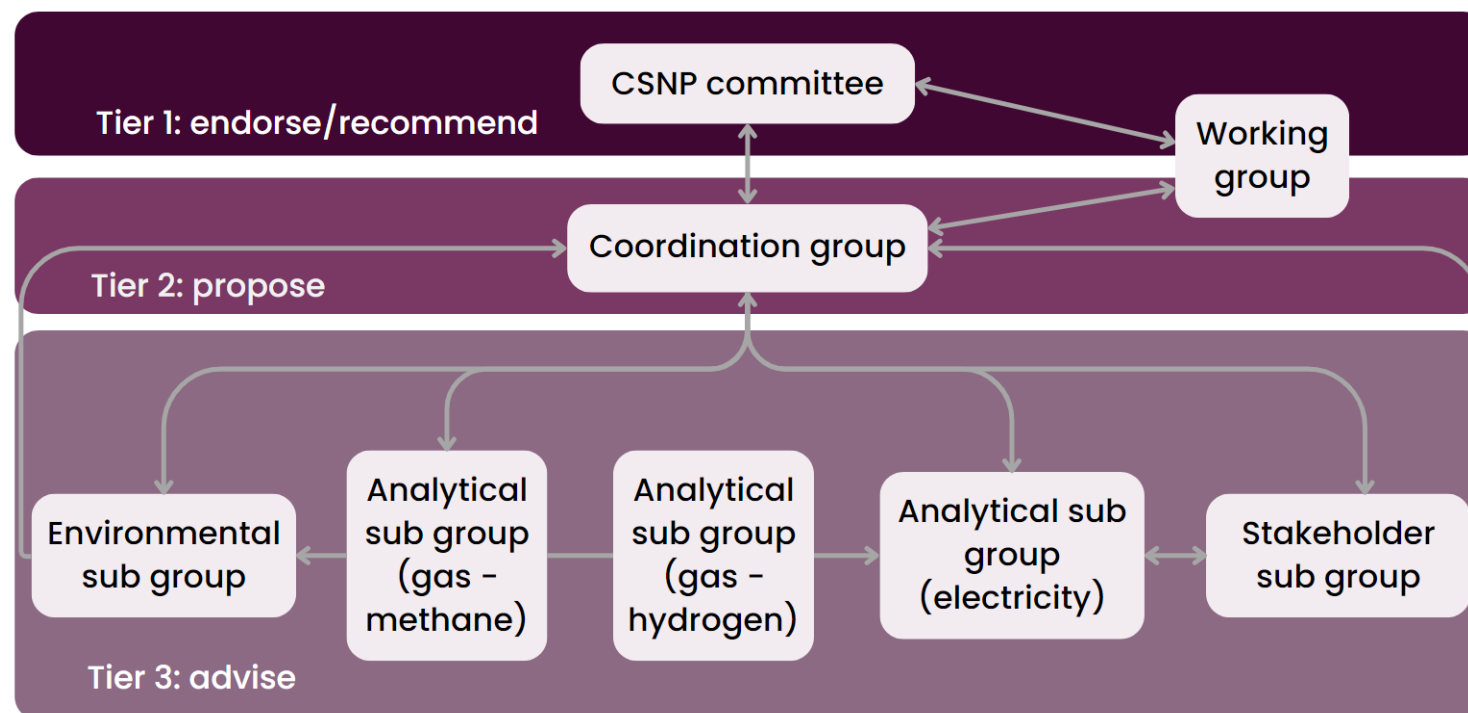 CSNP committee
Tier 1: endorse/recommend
Working
group
Coordination group
Tier 2: propose
Environmental
sub group
Analytical
sub group
(gas -
methane)
Analytical
sub group
(gas -
hydrogen)
Analytical sub
group
(electricity)
Stakeholder
sub group
Tier 3: advise